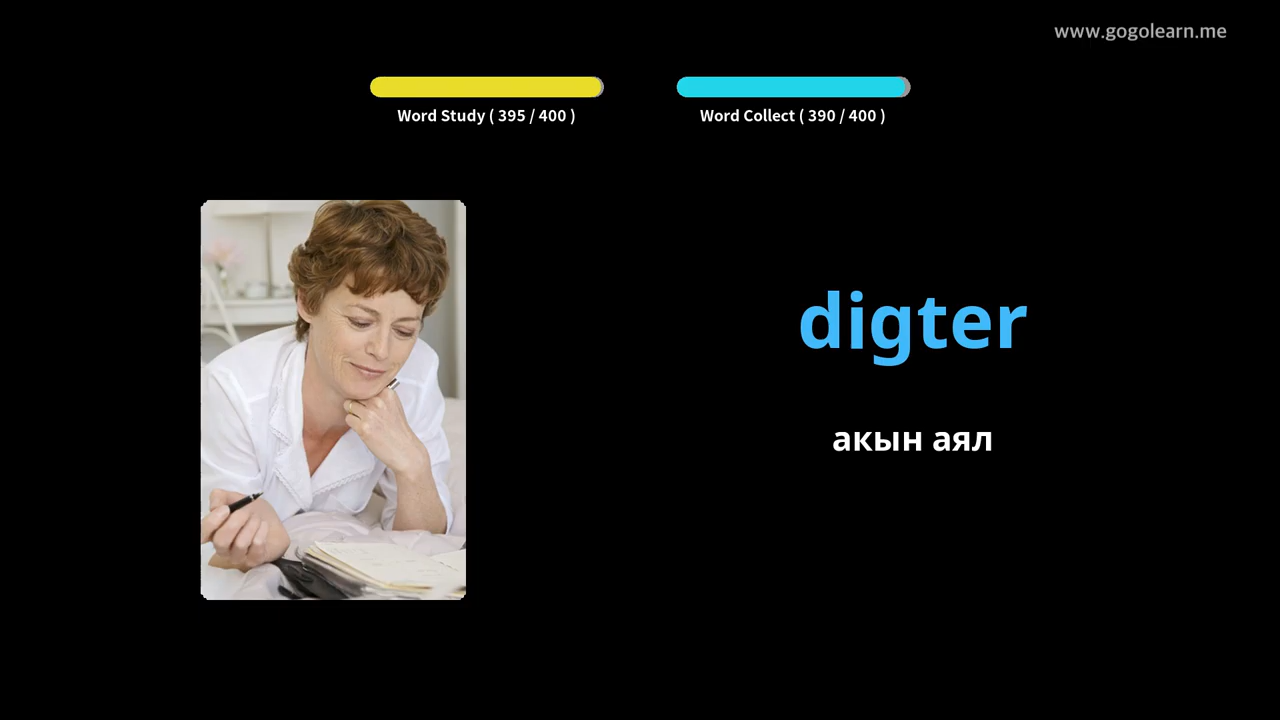 www.gogolearn.me
Word Study ( 395 / 400 )
Word Collect ( 390 / 400 )
digter
акын аял